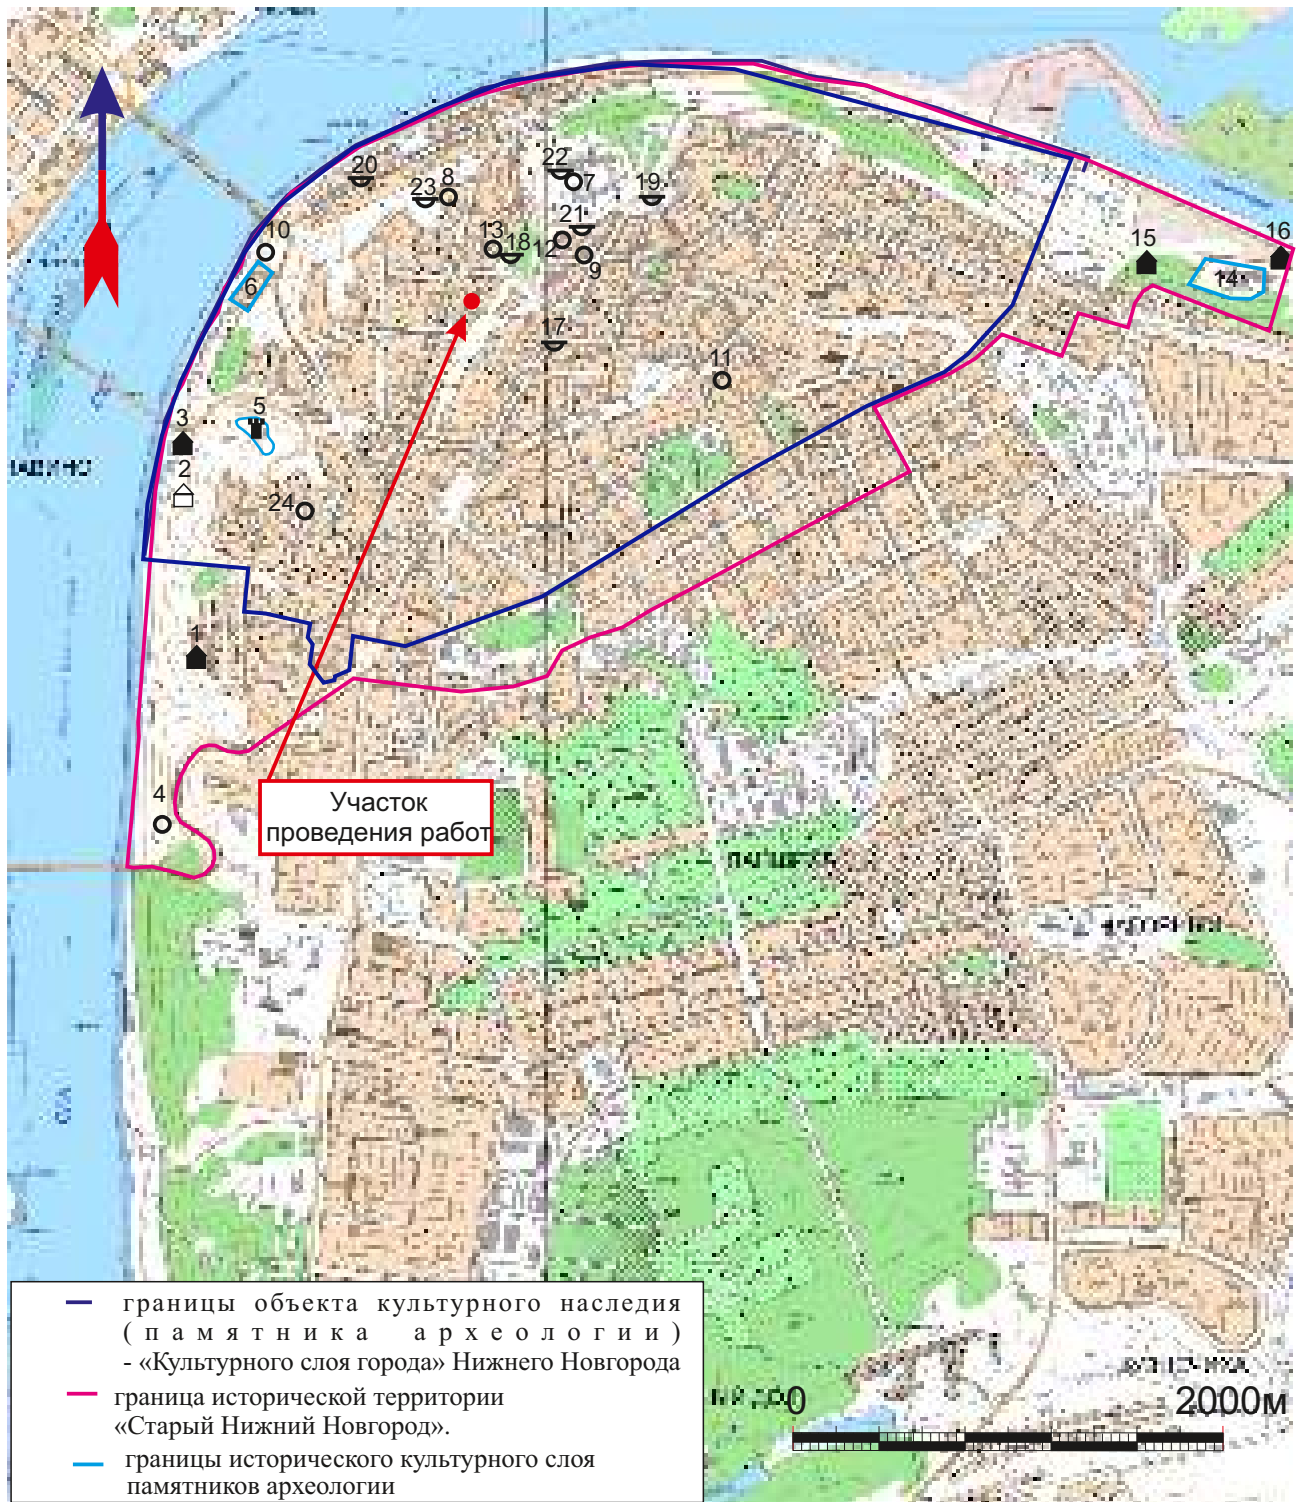 20
8
23
22
7
19
21
10
13
18
12
9
15
16
14
6
17
11
3
5
2
24
1
4
Участок
проведения работ
границы объекта культурного наследия
(памятника археологии)
- «Культурного слоя города» Нижнего Новгорода
граница исторической территории
«Старый Нижний Новгород».
границы исторического культурного слоя
памятников археологии
0
2000м